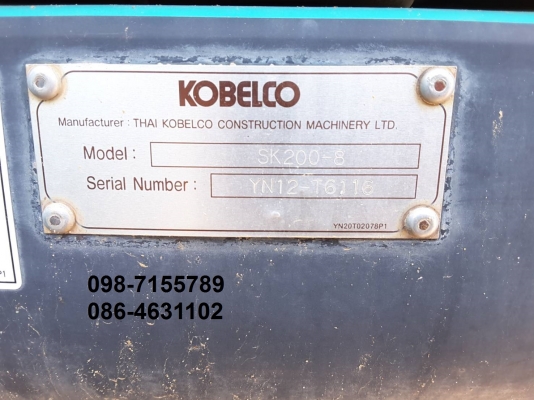 KOBELCO
Manufacturer : THAI KOBELCO CONSTRUCTION MACHINERY LTD.
Model: SK200-8
Serial Number: YN12-T6116
YN20T02078P1
098-7155789
086-4631102
P1